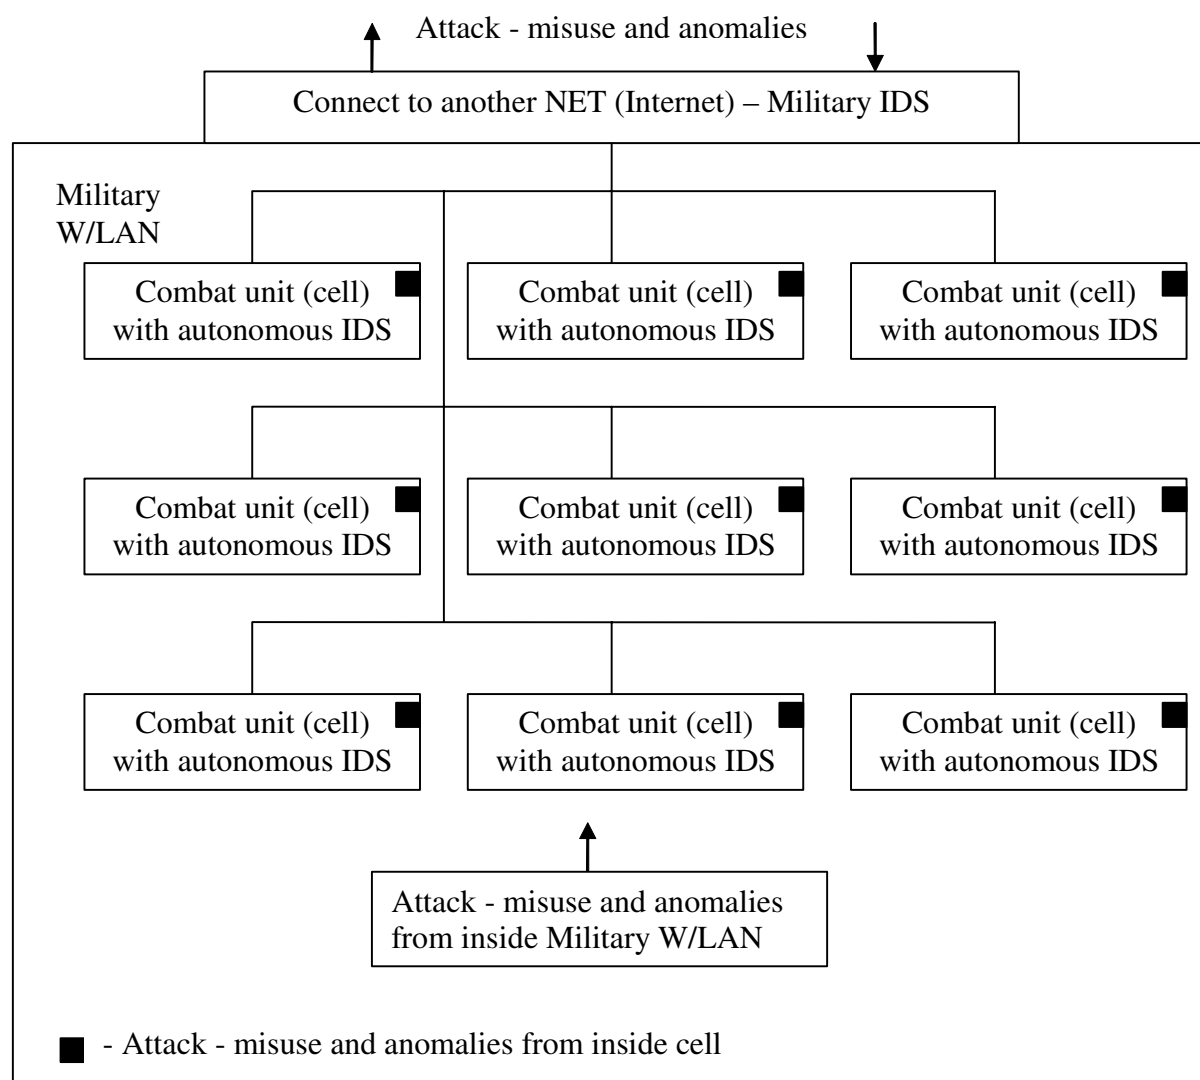 Attack - misuse and anomalies
Connect to another NET (Internet) – Military IDS
Military
W/LAN
Combat unit (cell)
with autonomous IDS
Combat unit (cell)
with autonomous IDS
Combat unit (cell)
with autonomous IDS
Combat unit (cell)
with autonomous IDS
Combat unit (cell)
with autonomous IDS
Combat unit (cell)
with autonomous IDS
Combat unit (cell)
with autonomous IDS
Combat unit (cell)
with autonomous IDS
Combat unit (cell)
with autonomous IDS
Attack - misuse and anomalies
from inside Military W/LAN
- Attack - misuse and anomalies from inside cell